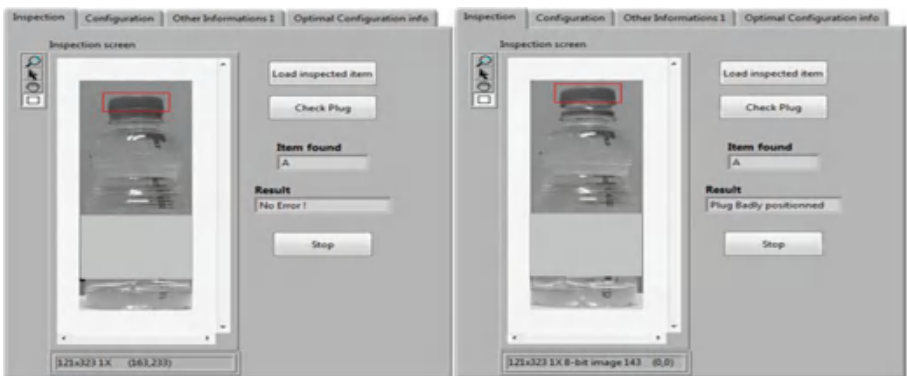 Inspection Configuration Other Informations 1 Optimal Configuration info
Inspection screen
Load inspected item
Check Plug
Item found
A
Result
No Error !
Stop
121x323 1X (163,233)
Inspection Configuration Other Informations 1 Optimal Configuration info
Inspection screen
Load inspected item
Check Plug
Item found
A
Result
Plug Badly positionned
Stop
121x323 1X 8-bit image 143 (0,0)